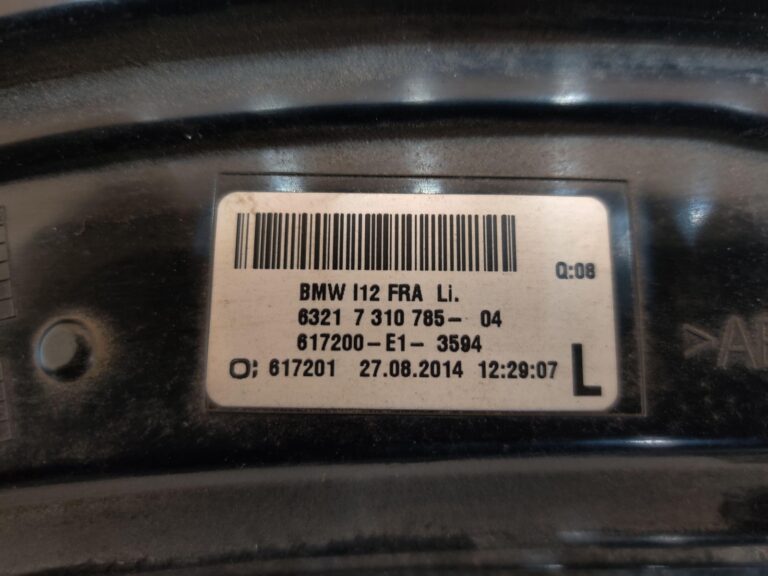 Q:08
BMW I12 FRA Li.
6321 7 310 785- 04
617200-E1- 3594
617201 27.08.2014 12:29:07
L